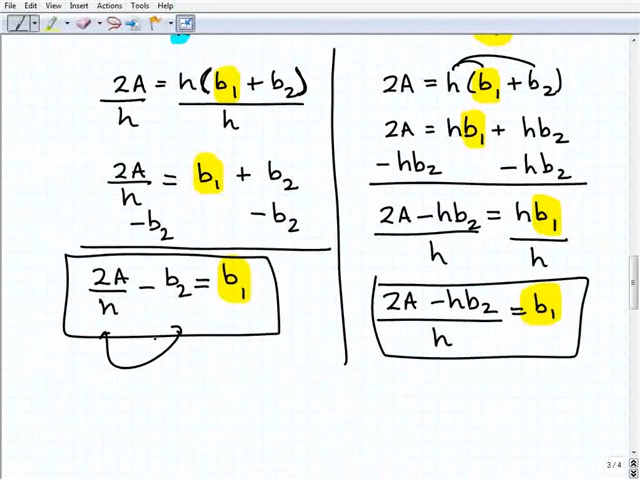 File Edit View Insert Actions Tools Help
2A = h(b₁ + b₂)
h h
2A = b₁ + b₂
h
-b₂ -b₂
2A - b₂ = b₁
h
2A = h(b₁ + b₂)
2A = hb₁ + hb₂
-hb₂ -hb₂
2A - hb₂ = hb₁
h h
2A - hb₂ = b₁
h
3/4